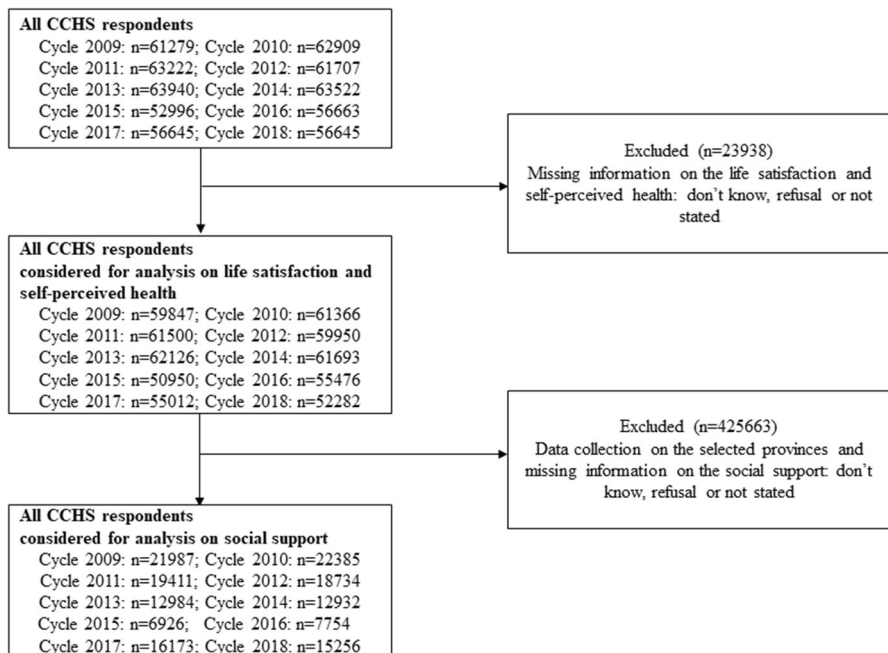 All CCHS respondents
Cycle 2009: n=61279; Cycle 2010: n=62909
Cycle 2011: n=63222; Cycle 2012: n=61707
Cycle 2013: n=63940; Cycle 2014: n=63522
Cycle 2015: n=52996; Cycle 2016: n=56663
Cycle 2017: n=56645; Cycle 2018: n=56645
Excluded (n=23938)
Missing information on the life satisfaction and
self-perceived health: don't know, refusal or not
stated
All CCHS respondents
considered for analysis on life satisfaction and
self-perceived health
Cycle 2009: n=59847; Cycle 2010: n=61366
Cycle 2011: n=61500; Cycle 2012: n=59950
Cycle 2013: n=62126; Cycle 2014: n=61693
Cycle 2015: n=50950; Cycle 2016: n=55476
Cycle 2017: n=55012; Cycle 2018: n=52282
Excluded (n=425663)
Data collection on the selected provinces and
missing information on the social support: don't
know, refusal or not stated
All CCHS respondents
considered for analysis on social support
Cycle 2009: n=21987; Cycle 2010: n=22385
Cycle 2011: n=19411; Cycle 2012: n=18734
Cycle 2013: n=12984; Cycle 2014: n=12932
Cycle 2015: n=6926; Cycle 2016: n=7754
Cycle 2017: n=16173; Cycle 2018: n=15256